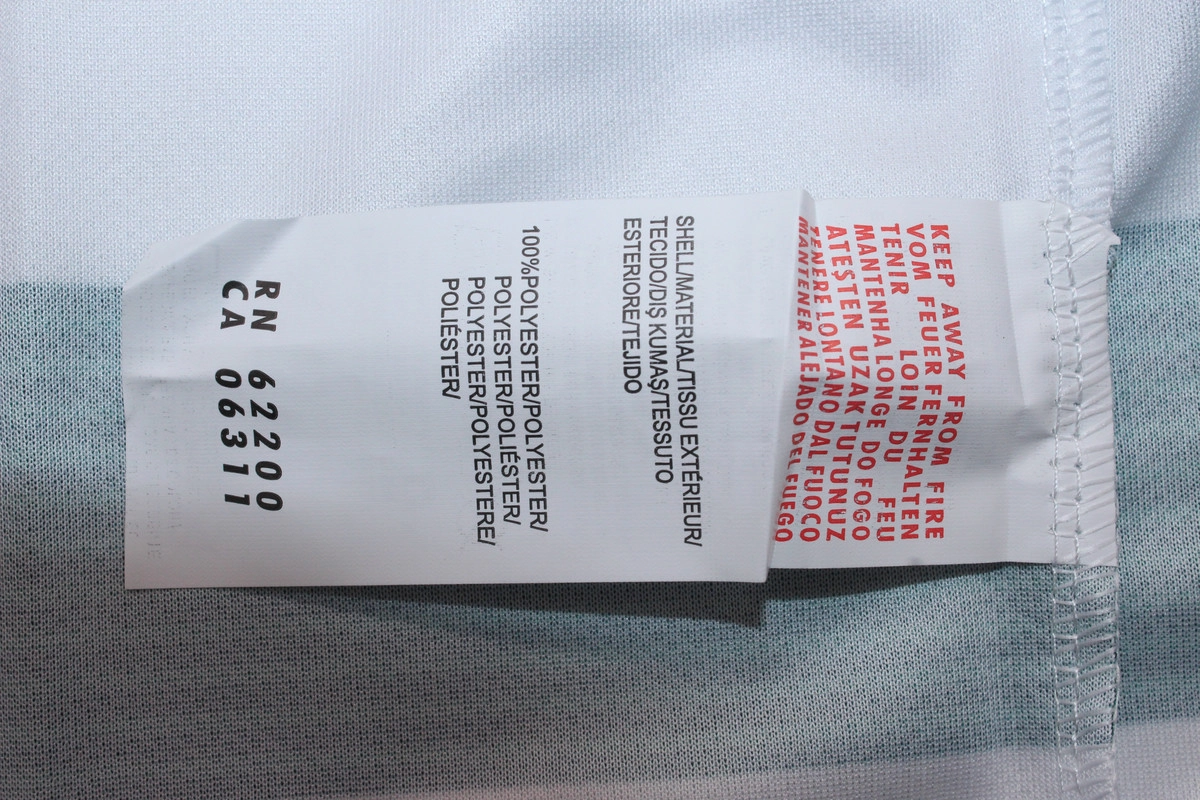 KEEP AWAY FROM FIRE
VOM FEUER FERNHALTEN
TENIR LOIN DU FEU
MANTENHA LONGE DO FOGO
ATEŞTEN UZAK TUTUNUZ
TENERE LONTANO DAL FUOCO
MANTENER ALEJADO DEL FUEGO
SHELL/MATERIAL/TISSU EXTÉRIEUR/
TECIDO/DIŞ KUMAŞ/TESSUTO
ESTERIORE/TEJIDO
100%POLYESTER/POLYESTER/
POLYESTER/POLIÉSTER/
POLYESTER/POLYESTERE/
POLIÉSTER/
RN 62200
CA 06311